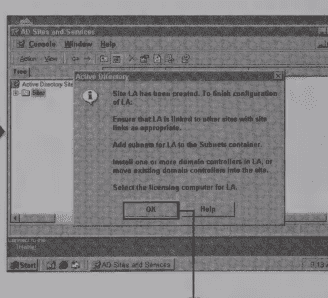 AD Sites and Services
Console Window Help
Action View
Tree
Active Directory Site
Sites
Active Directory
Site LA has been created. To finish configuration
of LA:
Ensure that LA is linked to other sites with site
links as appropriate.
Add subnets for LA to the Subnets container.
Install one or more domain controllers in LA, or
move existing domain controllers into the site.
Select the licensing computer for LA.
OK Help
Start AD Sites and Services